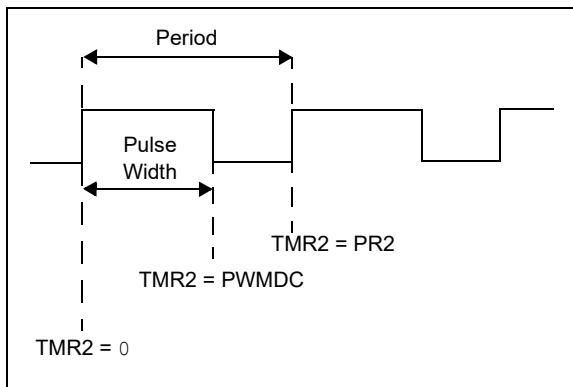 Period
Pulse
Width
TMR2 = PR2
TMR2 = PWMDC
TMR2 = 0